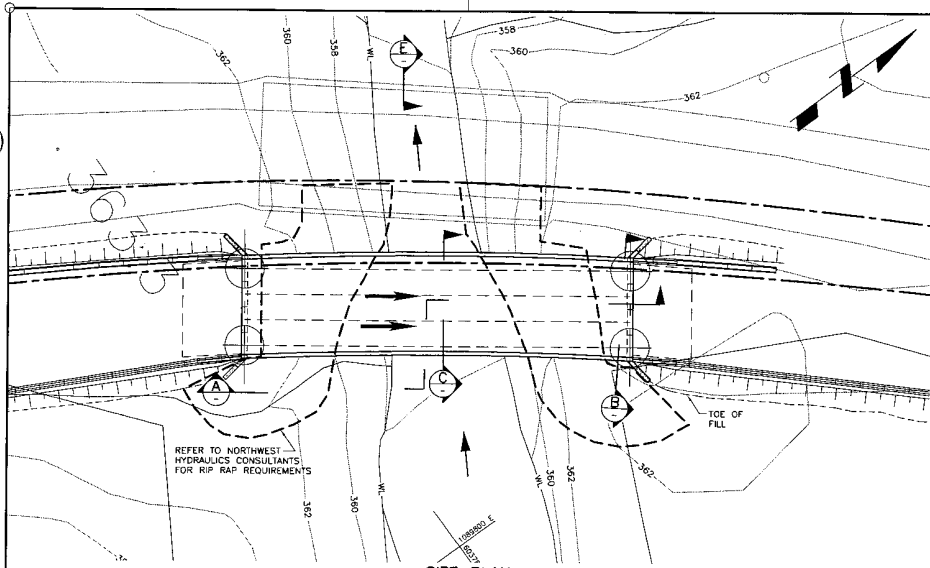 358
360
362
360
358
WL
E
-
362
N
A
-
C
-
B
-
TOE OF
FILL
REFER TO NORTHWEST
HYDRAULICS CONSULTANTS
FOR RIP RAP REQUIREMENTS
362
360
WL
WL
360
362
362
1089800 E